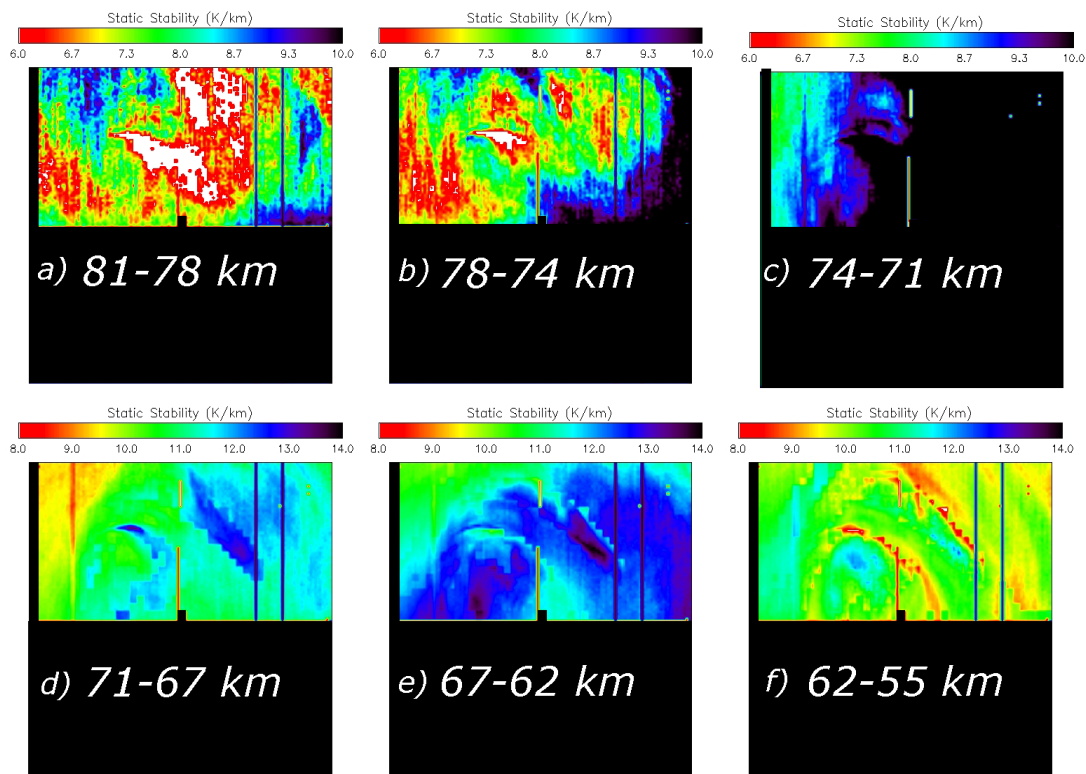 Static Stability (K/km)
6.0 6.7 7.3 8.0 8.7 9.3 10.0
a) 81-78 km
Static Stability (K/km)
6.0 6.7 7.3 8.0 8.7 9.3 10.0
b) 78-74 km
Static Stability (K/km)
6.0 6.7 7.3 8.0 8.7 9.3 10.0
c) 74-71 km
Static Stability (K/km)
8.0 9.0 10.0 11.0 12.0 13.0 14.0
d) 71-67 km
Static Stability (K/km)
8.0 9.0 10.0 11.0 12.0 13.0 14.0
e) 67-62 km
Static Stability (K/km)
8.0 9.0 10.0 11.0 12.0 13.0 14.0
f) 62-55 km